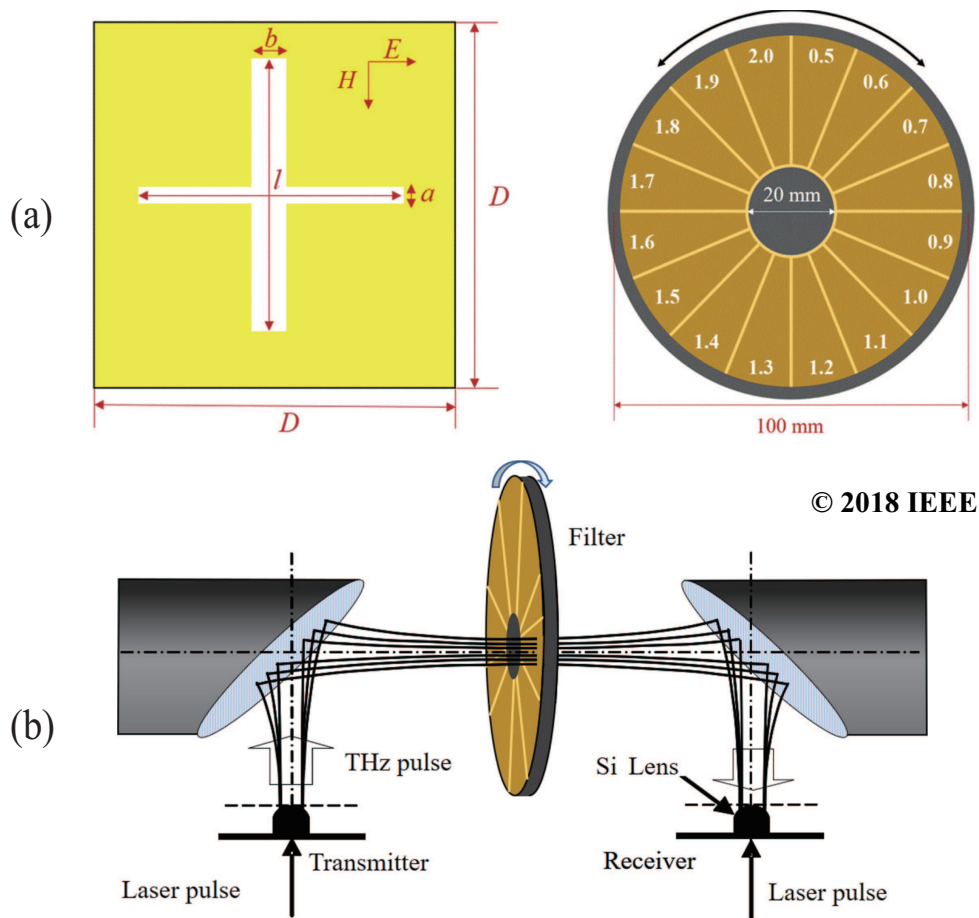 (a)
b
E
H
l
a
D
D
2.0
0.5
1.9
0.6
1.8
0.7
1.7
0.8
20 mm
1.6
0.9
1.5
1.0
1.4
1.1
1.3
1.2
100 mm
© 2018 IEEE
Filter
(b)
THz pulse
Si Lens
Transmitter
Receiver
Laser pulse
Laser pulse